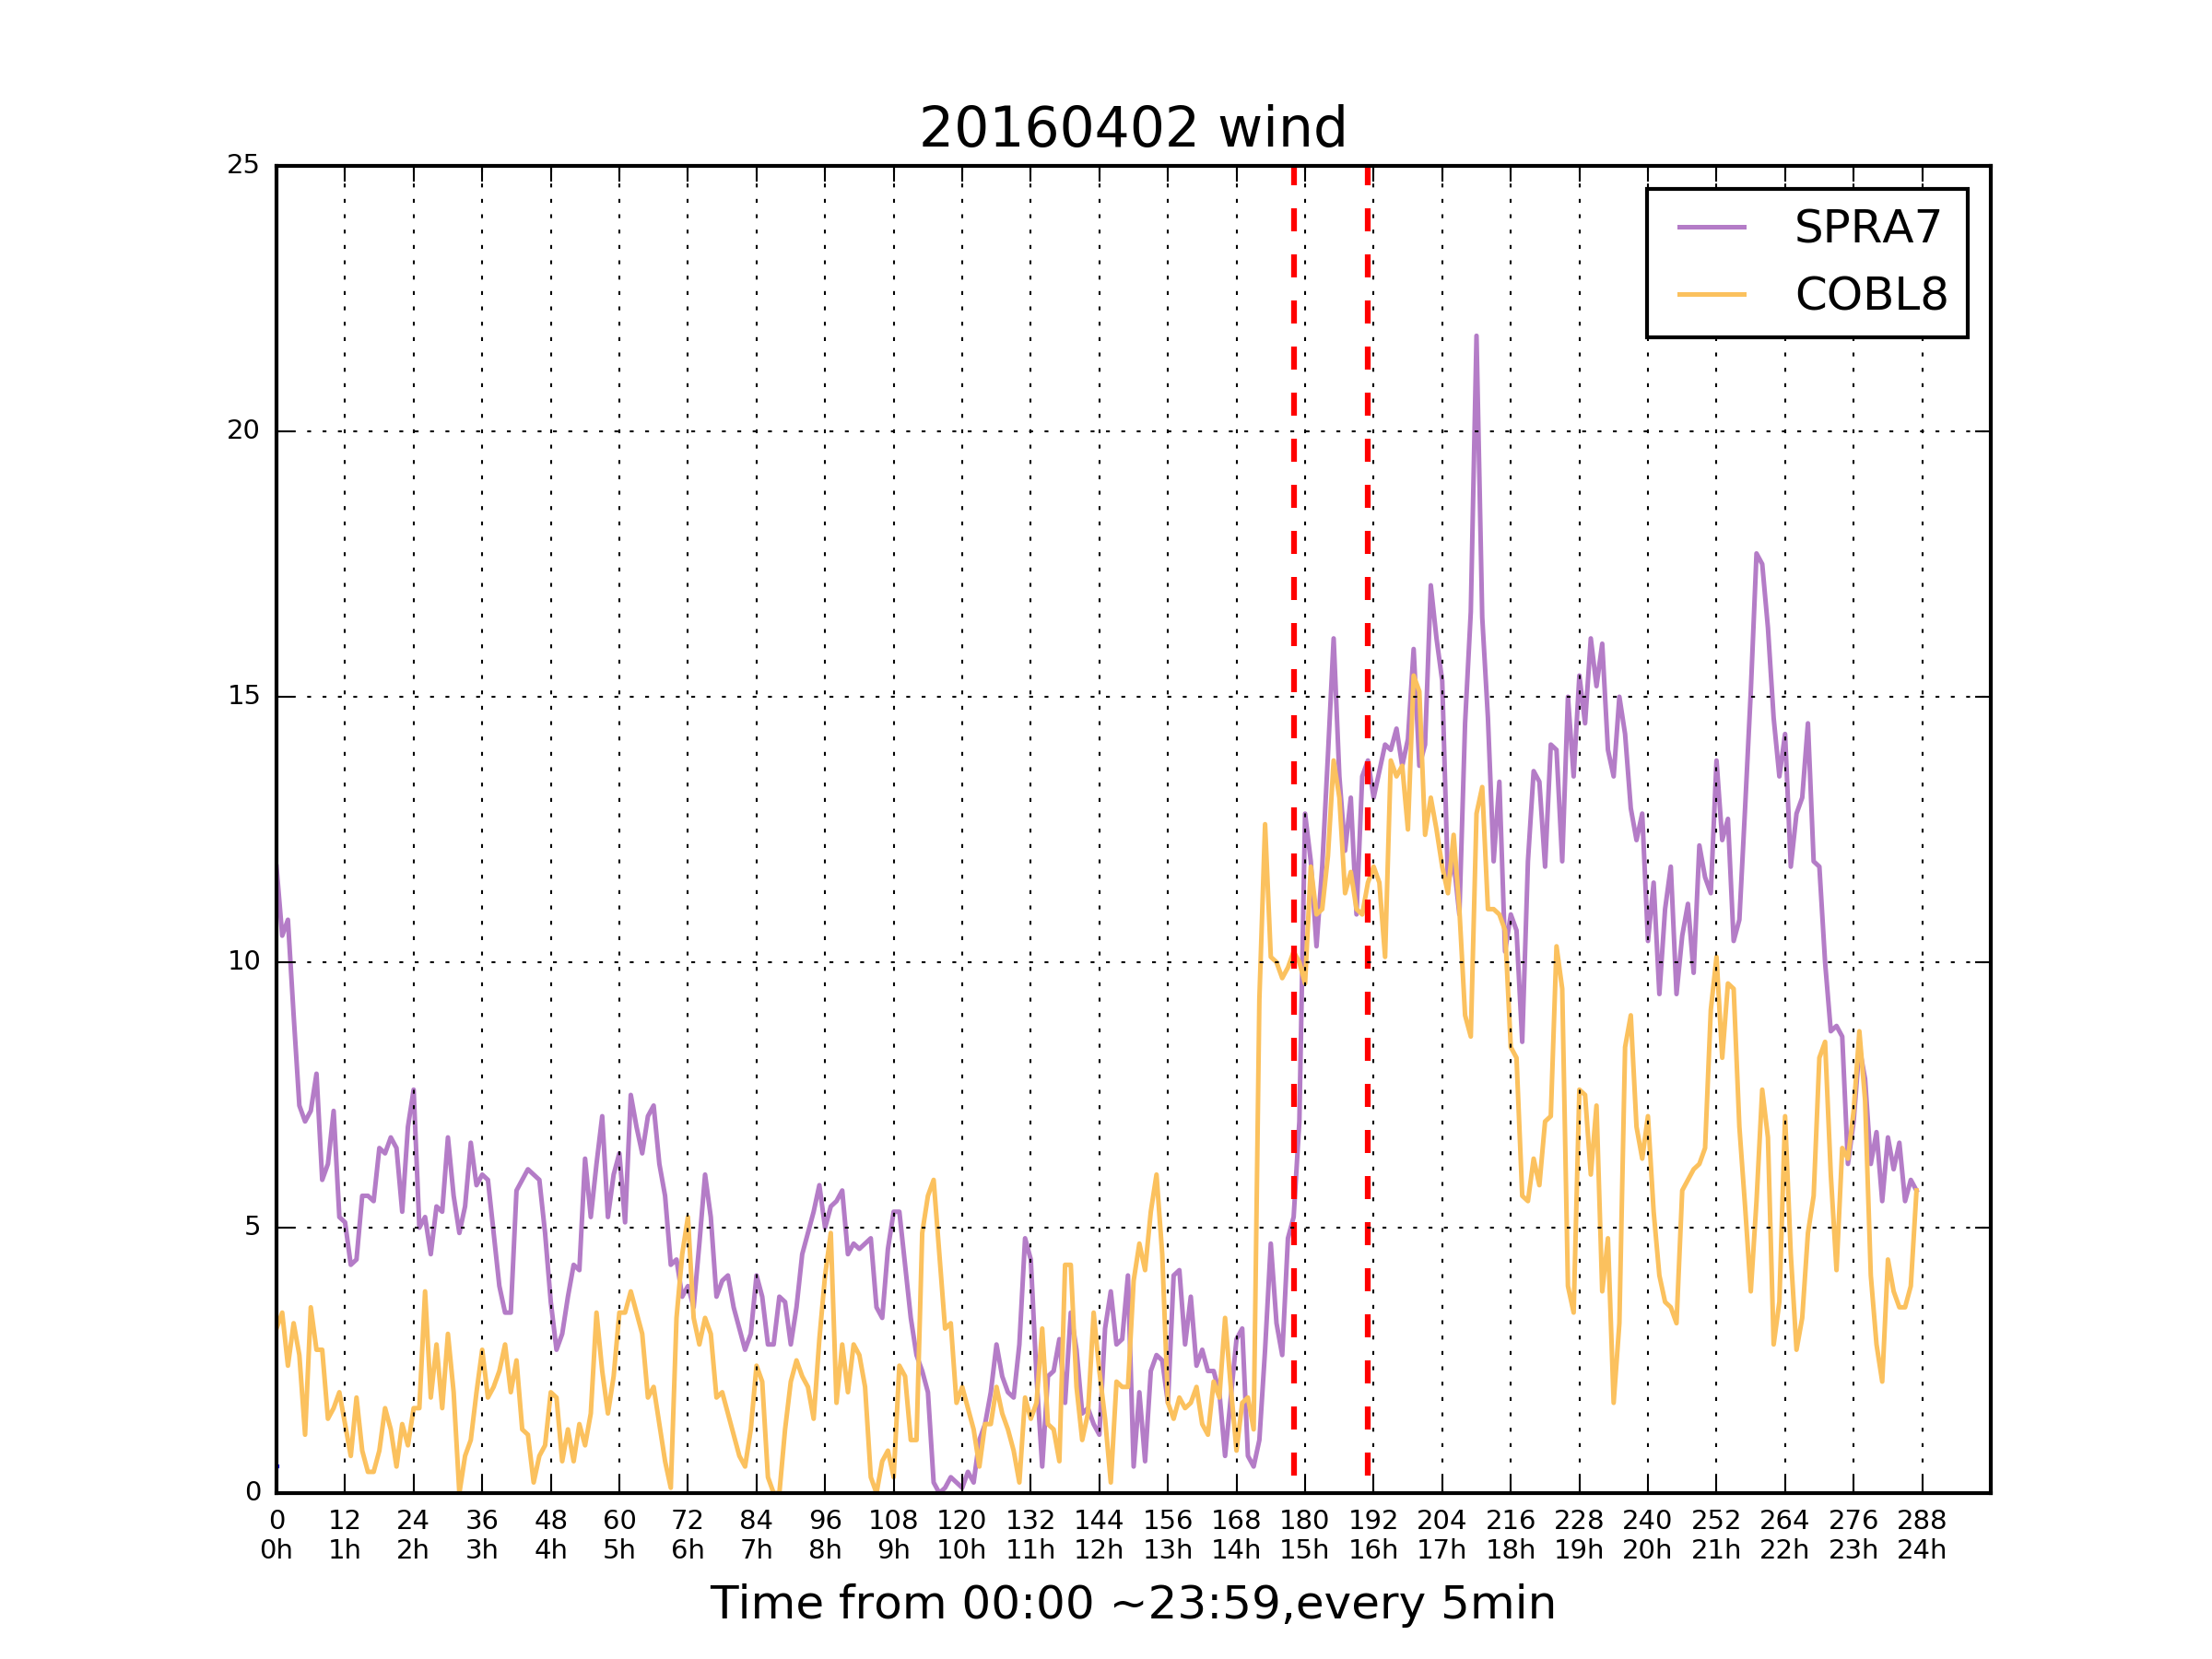 20160402 wind
25
20
15
10
5
0
SPRA7
COBL8
0 12 24 36 48 60 72 84 96 108 120 132 144 156 168 180 192 204 216 228 240 252 264 276 288
0h 1h 2h 3h 4h 5h 6h 7h 8h 9h 10h 11h 12h 13h 14h 15h 16h 17h 18h 19h 20h 21h 22h 23h 24h
Time from 00:00 ~23:59,every 5min